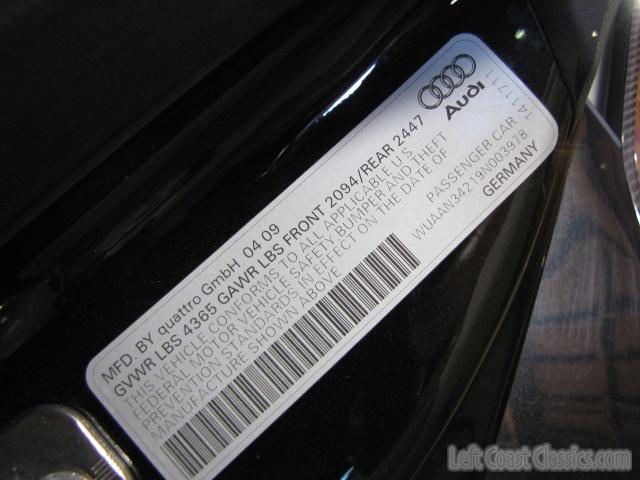 MFD. BY quattro GmbH 04 09
GVWR LBS 4365 GAWR LBS FRONT 2094/REAR 2447
THIS VEHICLE CONFORMS TO ALL APPLICABLE U.S.
FEDERAL MOTOR VEHICLE SAFETY BUMPER AND THEFT
PREVENTION STANDARDS IN EFFECT ON THE DATE OF
MANUFACTURE SHOWN ABOVE
Audi
1411711
PASSENGER CAR
WUAAN34219N003978
GERMANY
Left Coast Classics.com